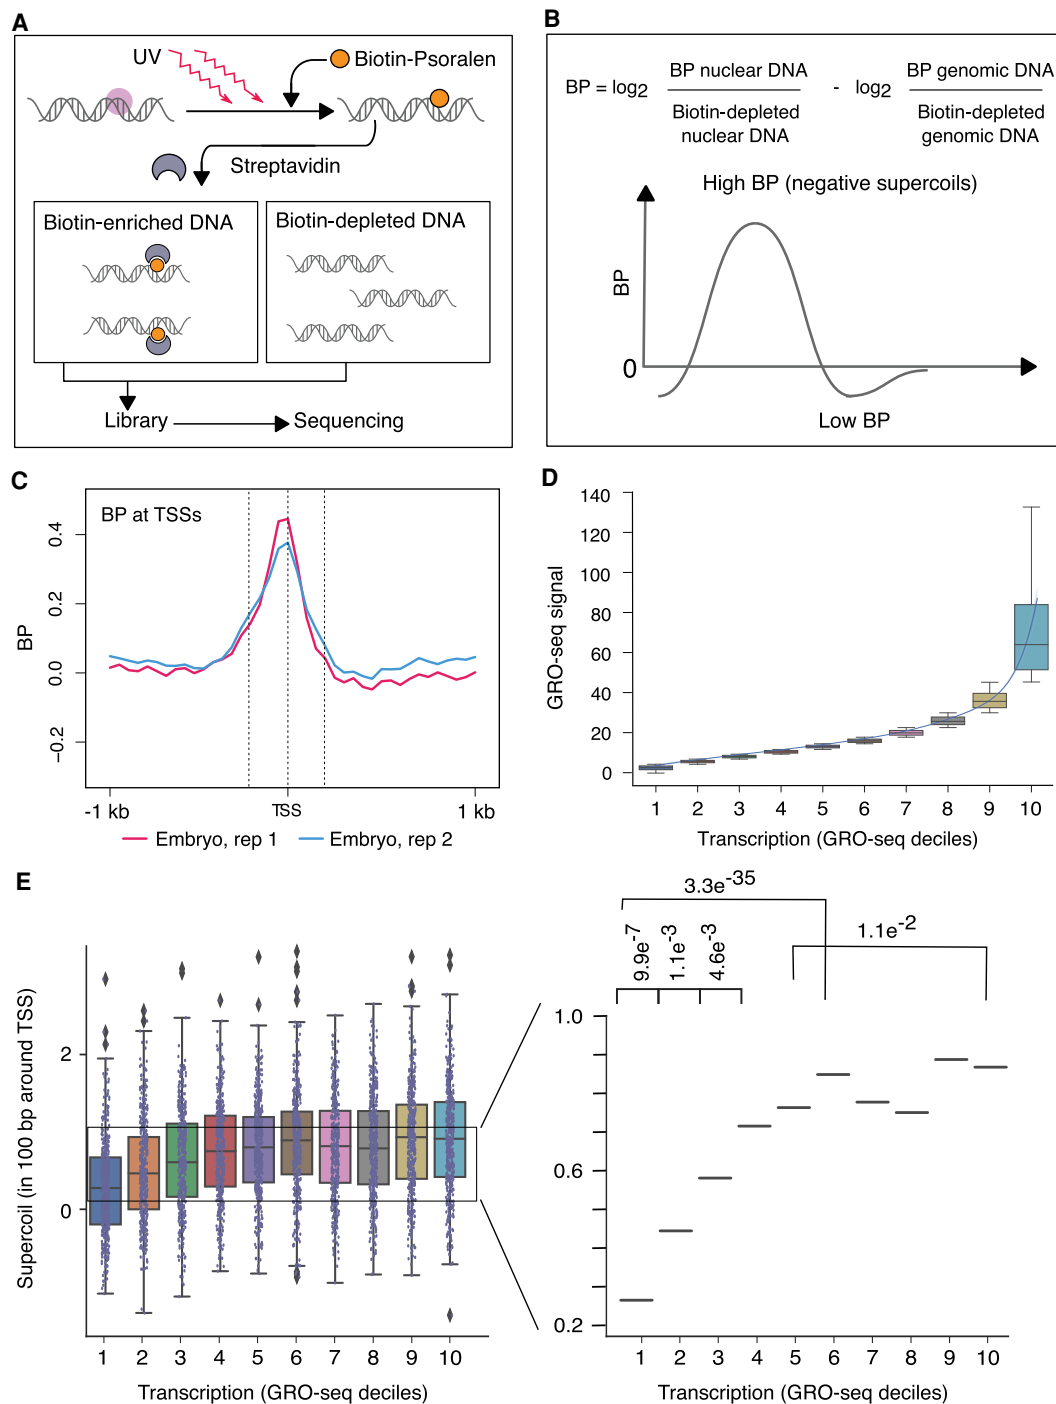 A
UV
Biotin-Psoralen
Streptavidin
Biotin-enriched DNA
Biotin-depleted DNA
Library
Sequencing
B
BP = log2 BP nuclear DNA / Biotin-depleted nuclear DNA - log2 BP genomic DNA / Biotin-depleted genomic DNA
High BP (negative supercoils)
BP
0
Low BP
C
BP at TSSs
BP
0.4
0.2
0.0
−0.2
-1 kb
TSS
1 kb
Embryo, rep 1
Embryo, rep 2
D
GRO-seq signal
140
120
100
80
60
40
20
0
1 2 3 4 5 6 7 8 9 10
Transcription (GRO-seq deciles)
E
Supercoil (in 100 bp around TSS)
2
0
1 2 3 4 5 6 7 8 9 10
Transcription (GRO-seq deciles)
3.3e-35
9.9e-7
1.1e-3
4.6e-3
1.1e-2
1.0
0.6
0.2
1 2 3 4 5 6 7 8 9 10
Transcription (GRO-seq deciles)